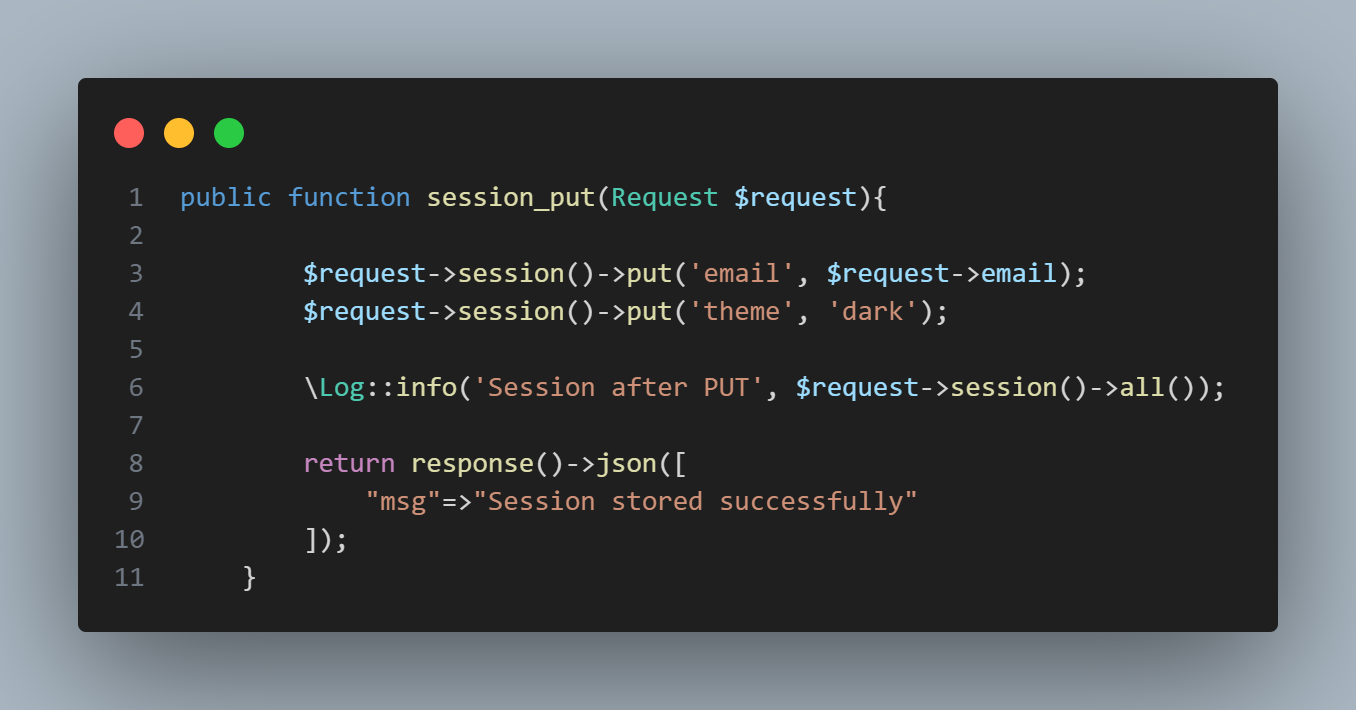 1 public function session_put(Request $request){
2
3         $request->session()->put('email', $request->email);
4         $request->session()->put('theme', 'dark');
5
6         \Log::info('Session after PUT', $request->session()->all());
7
8         return response()->json([
9             "msg"=>"Session stored successfully"
10         ]);
11     }